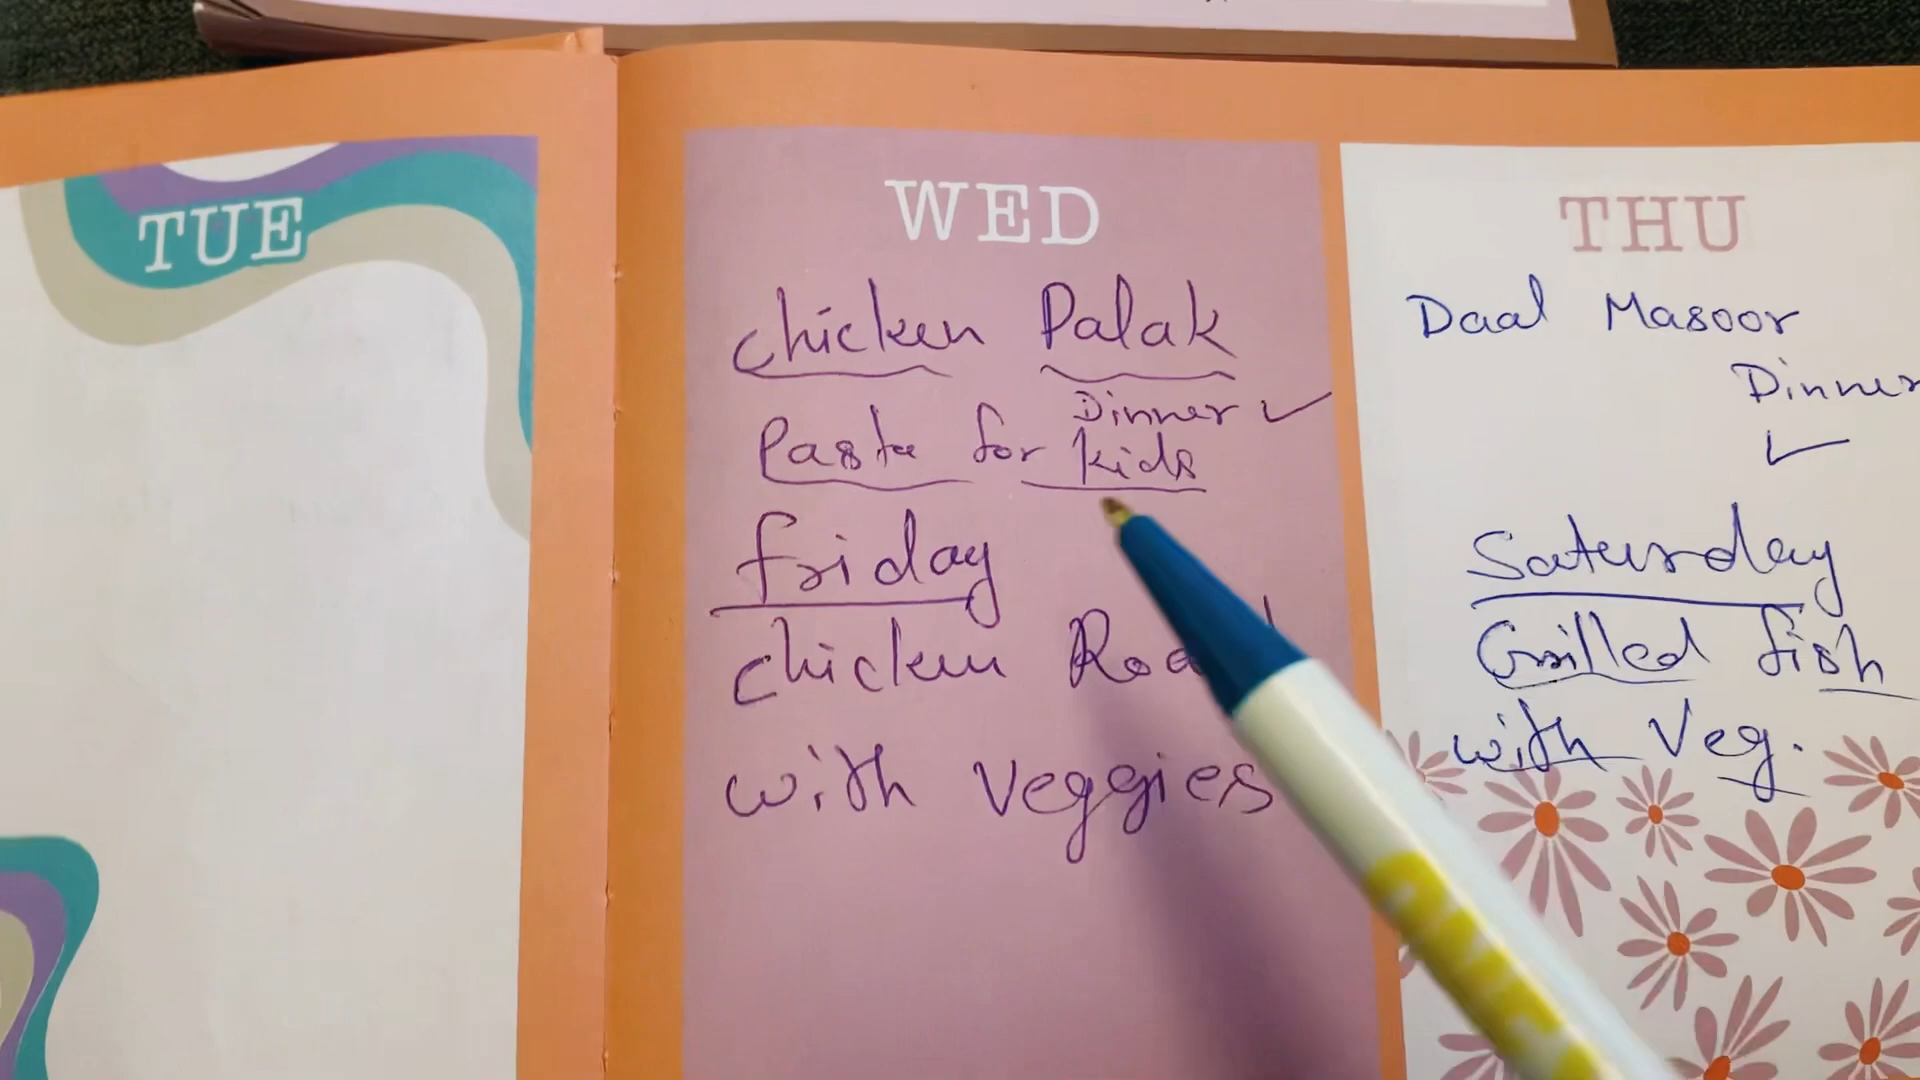 TUE
WED
chicken Palak
Dinner ✓
Pasta for kids
friday
chicken
with veggies
THU
Daal Masoor
Dinner
✓
Saturday
Grilled fish
with Veg.